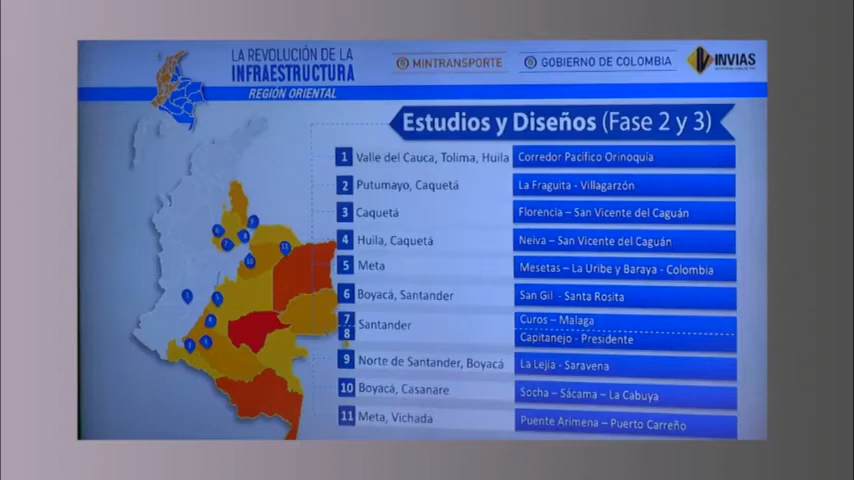 LA REVOLUCIÓN DE LA
INFRAESTRUCTURA
REGIÓN ORIENTAL
MINTRANSPORTE
GOBIERNO DE COLOMBIA
INVIAS
Estudios y Diseños (Fase 2 y 3)
1 Valle del Cauca, Tolima, Huila Corredor Pacífico Orinoquía
2 Putumayo, Caquetá La Fraguita - Villagarzón
3 Caquetá Florencia – San Vicente del Caguán
4 Huila, Caquetá Neiva – San Vicente del Caguán
5 Meta Mesetas – La Uribe y Baraya - Colombia
6 Boyacá, Santander San Gil - Santa Rosita
7 Santander Curos – Malaga
8 Capitanejo - Presidente
9 Norte de Santander, Boyacá La Lejía - Saravena
10 Boyacá, Casanare Socha – Sácama – La Cabuya
11 Meta, Vichada Puente Arimena – Puerto Carreño